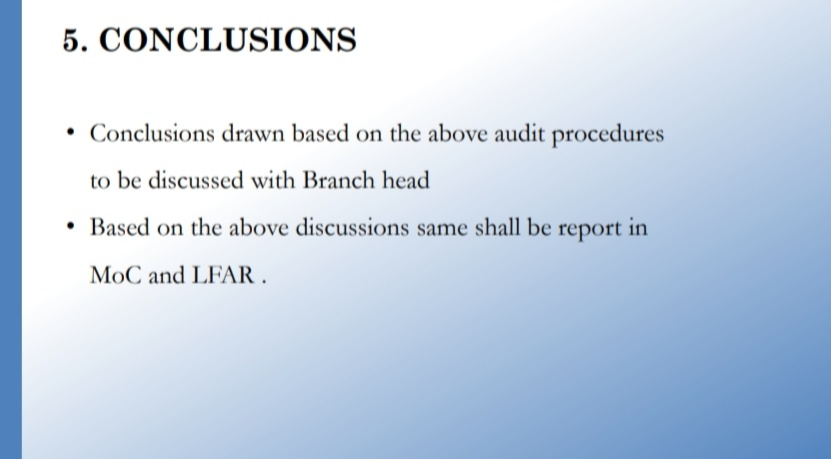 5. CONCLUSIONS
• Conclusions drawn based on the above audit procedures
to be discussed with Branch head
• Based on the above discussions same shall be report in
MoC and LFAR .